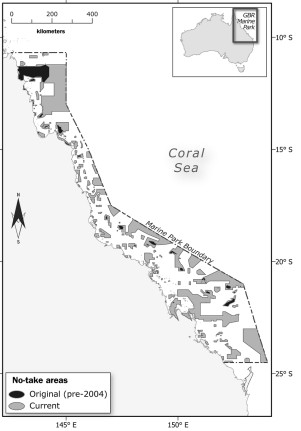 0 200 400
kilometers
GBR
Marine
Park
10° S
Coral
Sea
N
S
15° S
Marine Park Boundary
20° S
No-take areas
Original (pre-2004)
Current
25° S
145° E 150° E